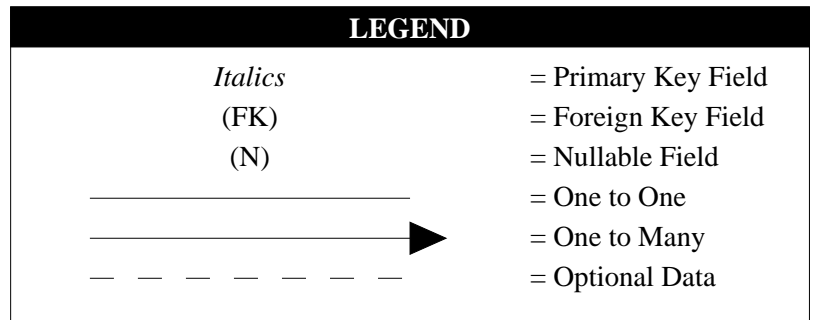 LEGEND
Italics = Primary Key Field
(FK) = Foreign Key Field
(N) = Nullable Field
= One to One
= One to Many
= Optional Data